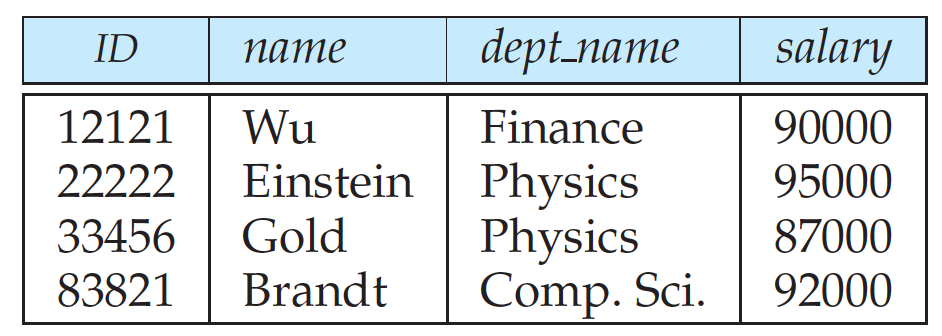 ID name dept_name salary
12121 Wu Finance 90000
22222 Einstein Physics 95000
33456 Gold Physics 87000
83821 Brandt Comp. Sci. 92000